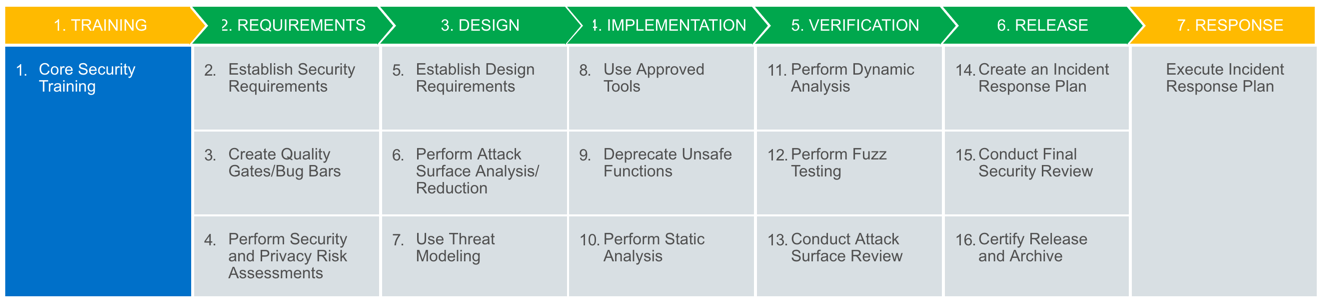 1. TRAINING
2. REQUIREMENTS
3. DESIGN
4. IMPLEMENTATION
5. VERIFICATION
6. RELEASE
7. RESPONSE
1. Core Security
Training
2. Establish Security
Requirements
3. Create Quality
Gates/Bug Bars
4. Perform Security
and Privacy Risk
Assessments
5. Establish Design
Requirements
6. Perform Attack
Surface Analysis/
Reduction
7. Use Threat
Modeling
8. Use Approved
Tools
9. Deprecate Unsafe
Functions
10. Perform Static
Analysis
11. Perform Dynamic
Analysis
12. Perform Fuzz
Testing
13. Conduct Attack
Surface Review
14. Create an Incident
Response Plan
15. Conduct Final
Security Review
16. Certify Release
and Archive
Execute Incident
Response Plan